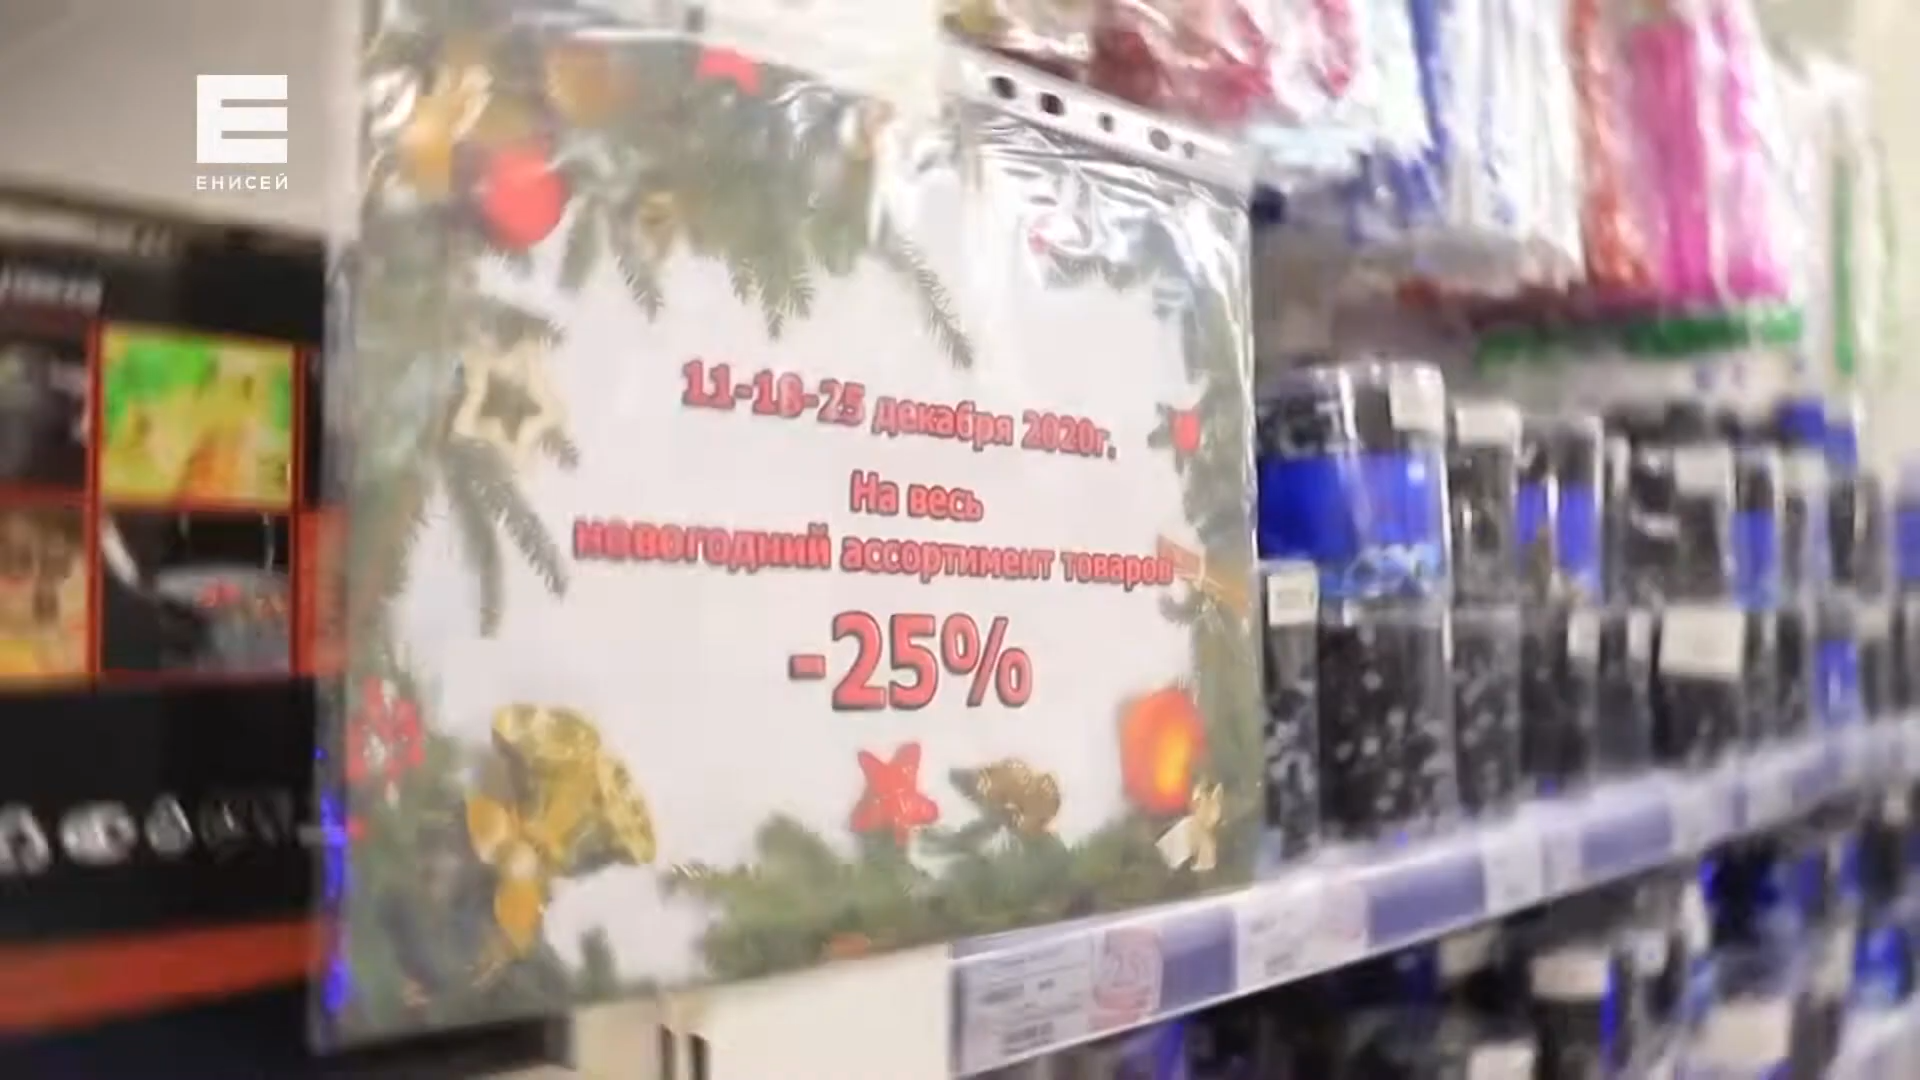 ЕНИСЕЙ
11-18-25 декабря 2020г.
На весь
новогодний ассортимент товаров
-25%